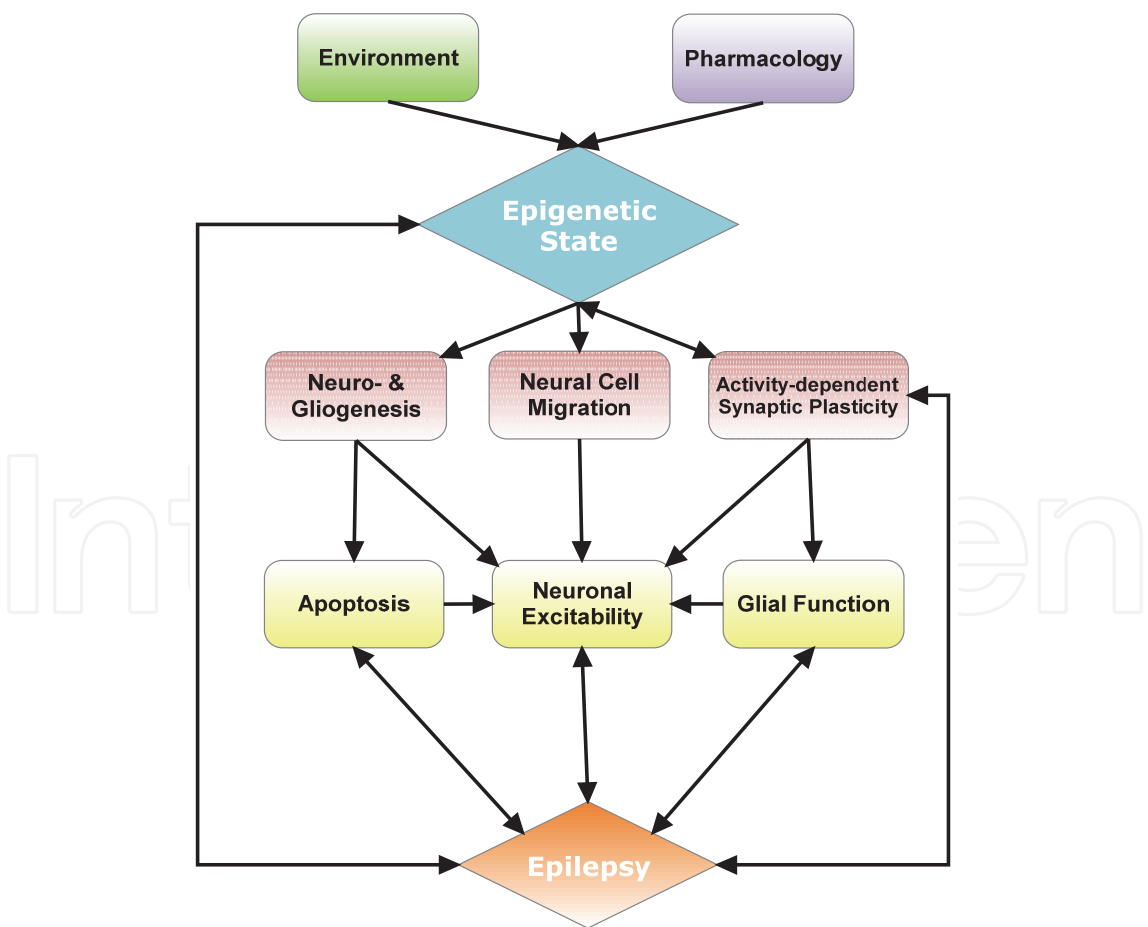 Environment
Pharmacology
Epigenetic
State
Neuro- &
Gliogenesis
Neural Cell
Migration
Activity-dependent
Synaptic Plasticity
Apoptosis
Neuronal
Excitability
Glial Function
Epilepsy